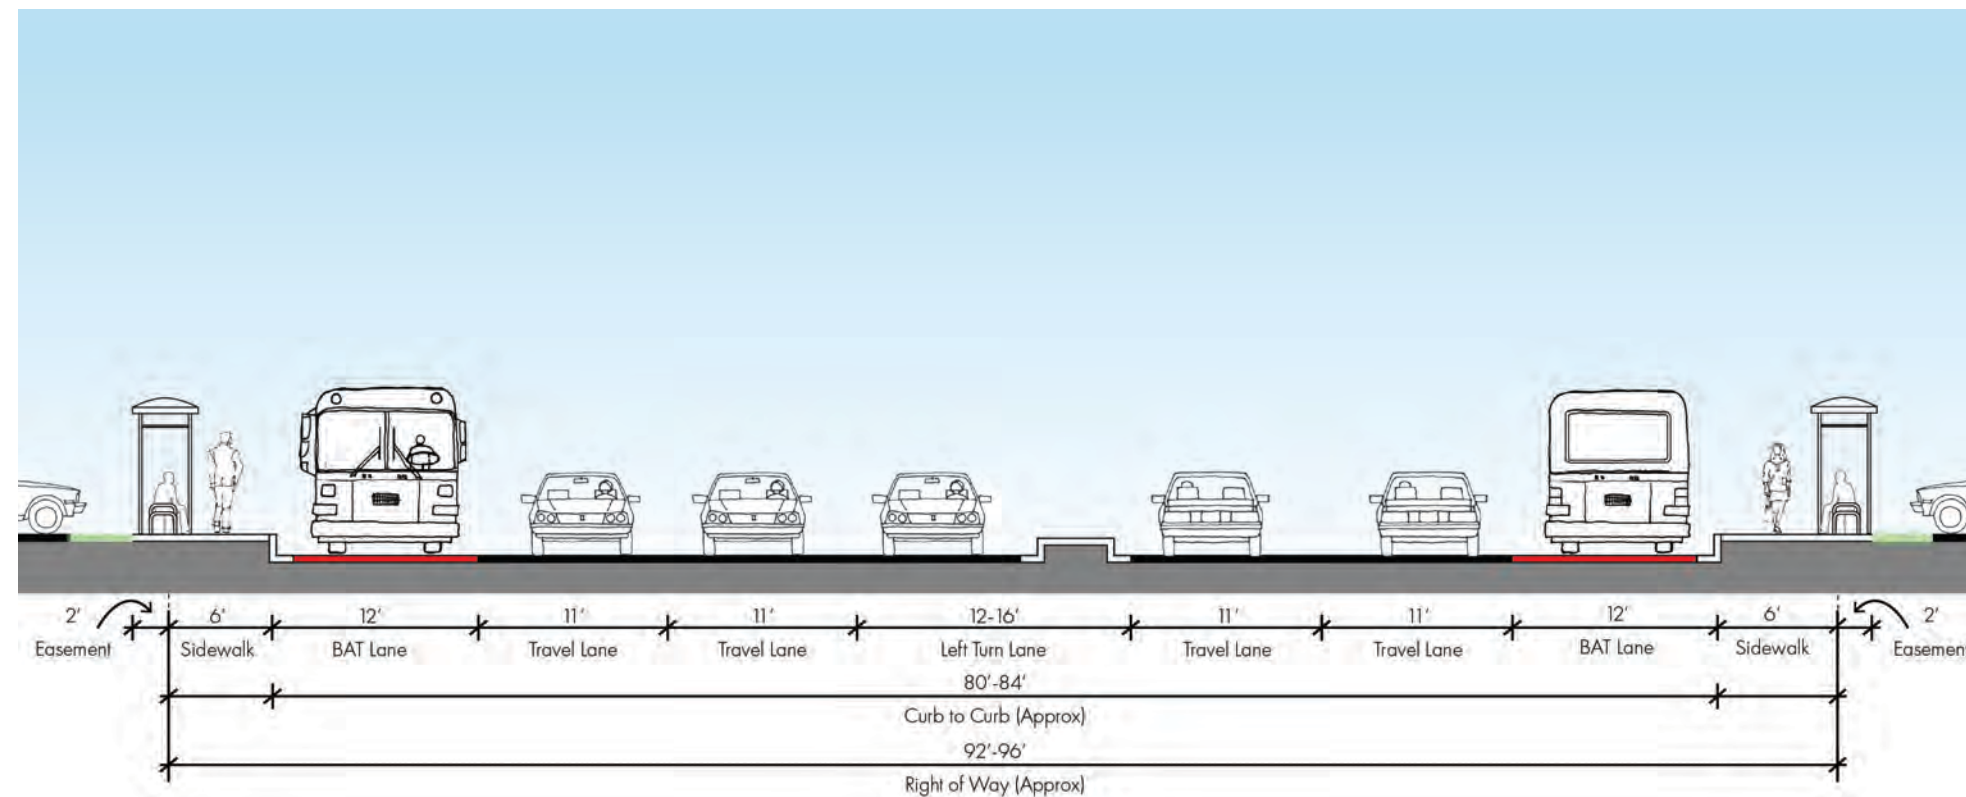 2' 6' 12' 11' 11' 12-16' 11' 11' 12' 6' 2'
Easement Sidewalk BAT Lane Travel Lane Travel Lane Left Turn Lane Travel Lane Travel Lane BAT Lane Sidewalk Easemen
80'-84'
Curb to Curb (Approx)
92'-96'
Right of Way (Approx)